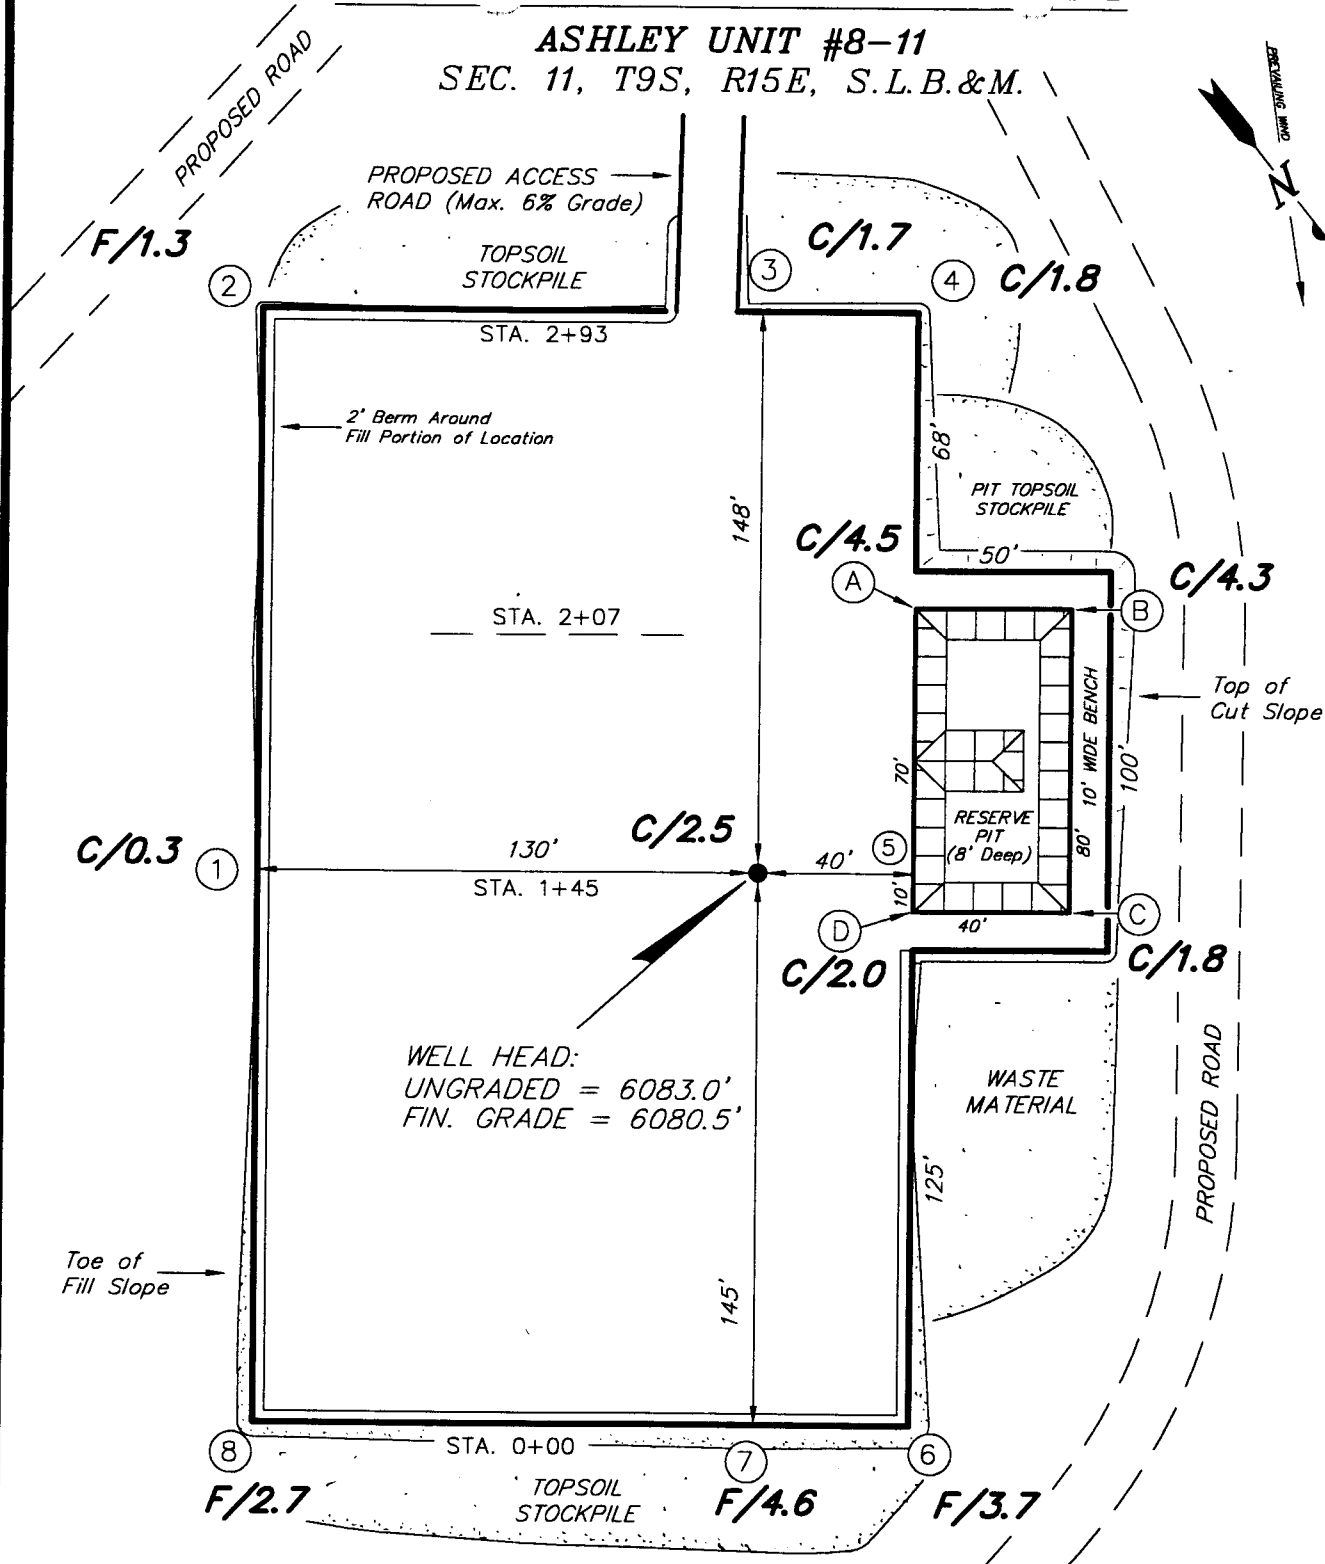 ASHLEY UNIT #8-11
SEC. 11, T9S, R15E, S.L.B.&M.
PREVAILING WIND
N
PROPOSED ROAD
PROPOSED ACCESS
ROAD (Max. 6% Grade)
F/1.3
2
TOPSOIL
STOCKPILE
3
C/1.7
4
C/1.8
STA. 2+93
2' Berm Around
Fill Portion of Location
68'
148'
PIT TOPSOIL
STOCKPILE
C/4.5
50'
A
C/4.3
B
STA. 2+07
Top of
Cut Slope
10' WIDE BENCH
100'
70'
RESERVE
PIT
(8' Deep)
80'
C/0.3
1
130'
STA. 1+45
C/2.5
40'
5
10'
D
40'
C
C/2.0
C/1.8
WELL HEAD:
UNGRADED = 6083.0'
FIN. GRADE = 6080.5'
WASTE
MATERIAL
PROPOSED ROAD
125'
Toe of
Fill Slope
145'
8
STA. 0+00
7
6
F/2.7
TOPSOIL
STOCKPILE
F/4.6
F/3.7